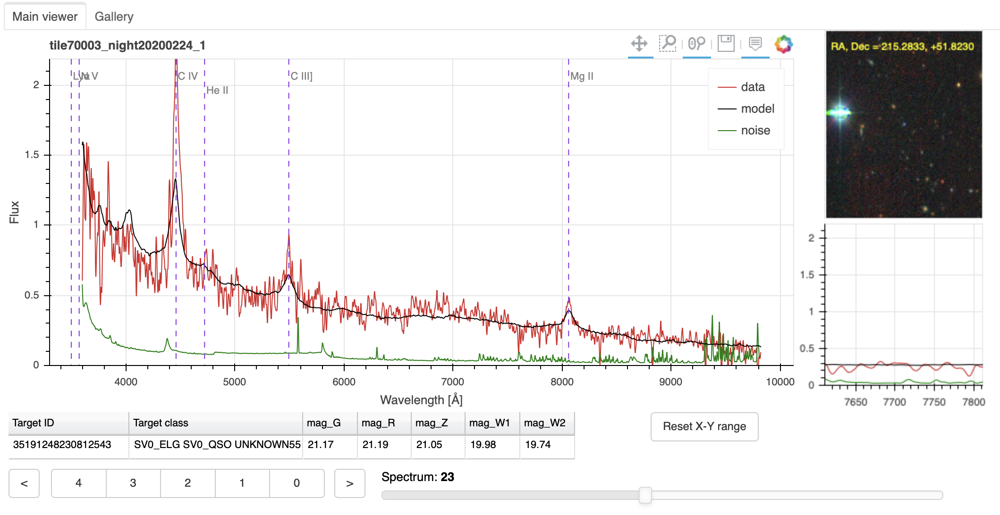 Main viewer
Gallery
tile70003_night20200224_1
RA, Dec = 215.2833, +51.8230
Lyα
N V
C IV
He II
C III]
Mg II
data
model
noise
2
1.5
1
0.5
0
Flux
4000
5000
6000
7000
8000
9000
10000
Wavelength [Å]
2
1.5
1
0.5
0
7650
7700
7750
7800
Target ID
Target class
mag_G
mag_R
mag_Z
mag_W1
mag_W2
35191248230812543
SV0_ELG SV0_QSO UNKNOWN55
21.17
21.19
21.05
19.98
19.74
Reset X-Y range
<
4
3
2
1
0
>
Spectrum: 23